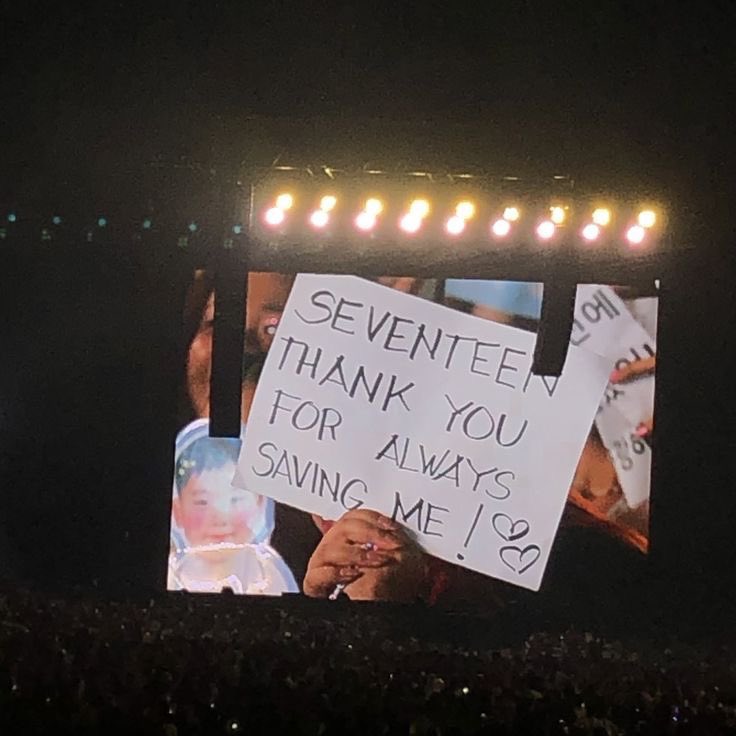 SEVENTEEN
THANK YOU
FOR ALWAYS
SAVING ME! ♡
♡